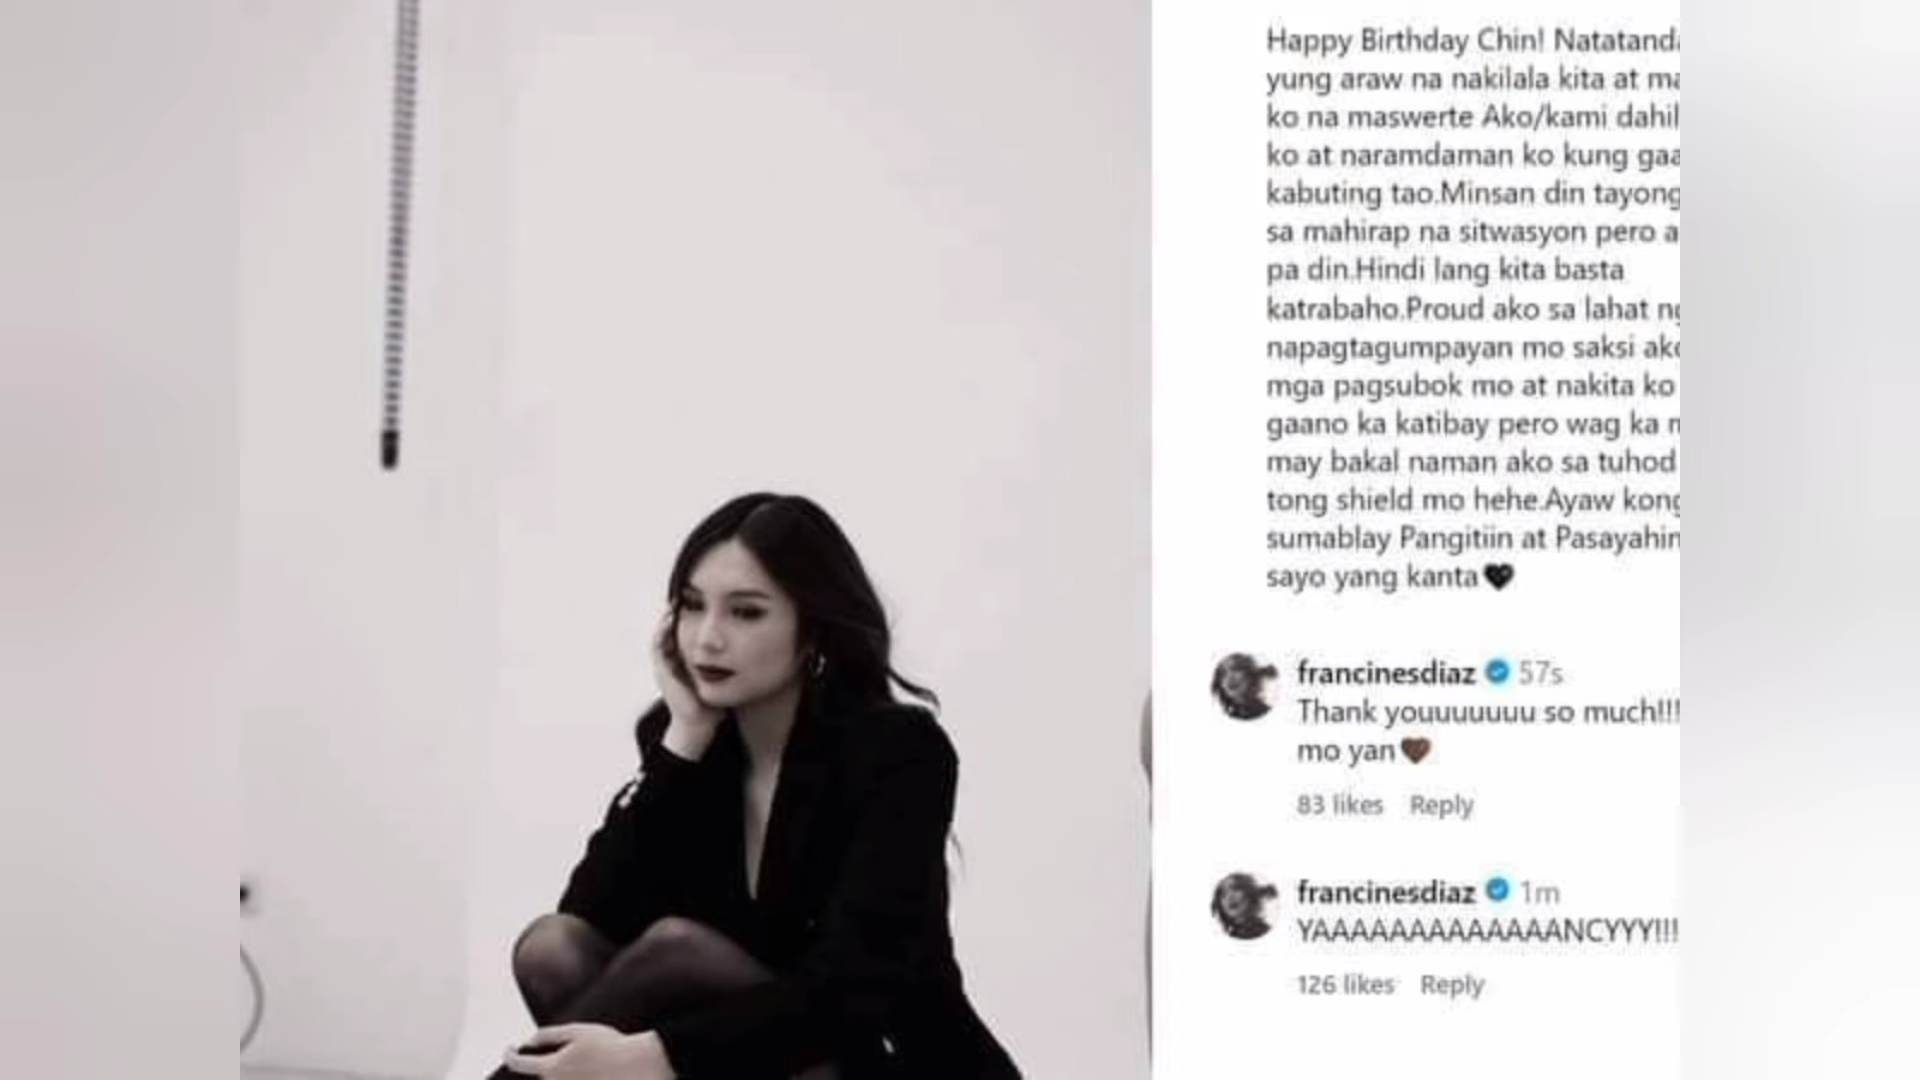 Happy Birthday Chin! Natatanda
yung araw na nakilala kita at ma
ko na maswerte Ako/kami dahil
ko at naramdaman ko kung gaa
kabuting tao.Minsan din tayong
sa mahirap na sitwasyon pero a
pa din.Hindi lang kita basta
katrabaho.Proud ako sa lahat ng
napagtagumpayan mo saksi ako
mga pagsubok mo at nakita ko
gaano ka katibay pero wag ka
may bakal naman ako sa tuhod
tong shield mo hehe.Ayaw kong
sumablay Pangitiin at Pasayahin
sayo yang kanta🖤
francinesdiaz 57s
Thank youuuuuuu so much!!!
mo yan🤎
83 likes Reply
francinesdiaz 1m
YAAAAAAAAAAAAANCYYY!!!
126 likes Reply